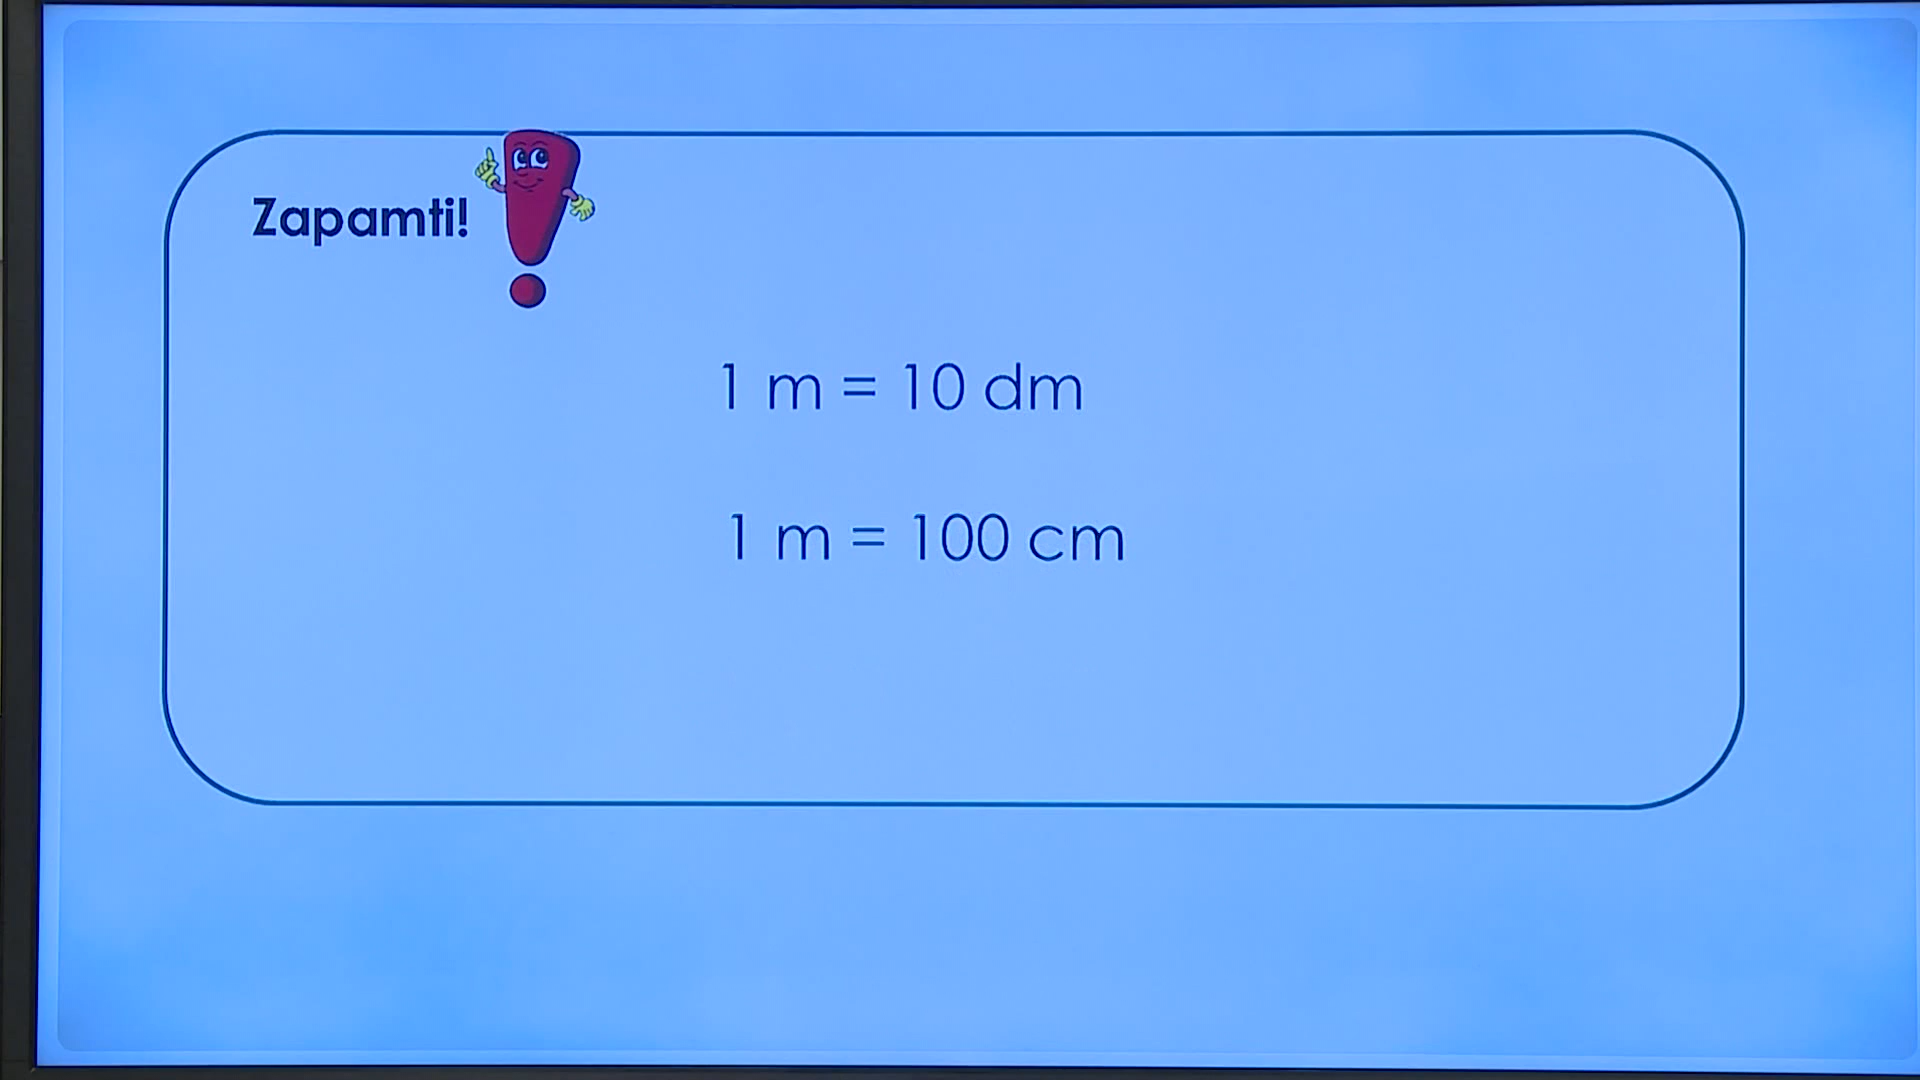 Zapamti!
1 m = 10 dm
1 m = 100 cm